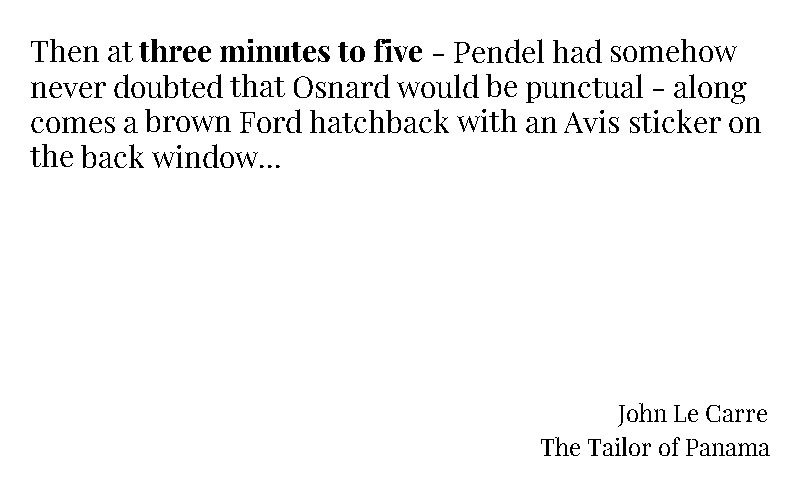 Then at three minutes to five – Pendel had somehow
never doubted that Osnard would be punctual – along
comes a brown Ford hatchback with an Avis sticker on
the back window...
John Le Carre
The Tailor of Panama